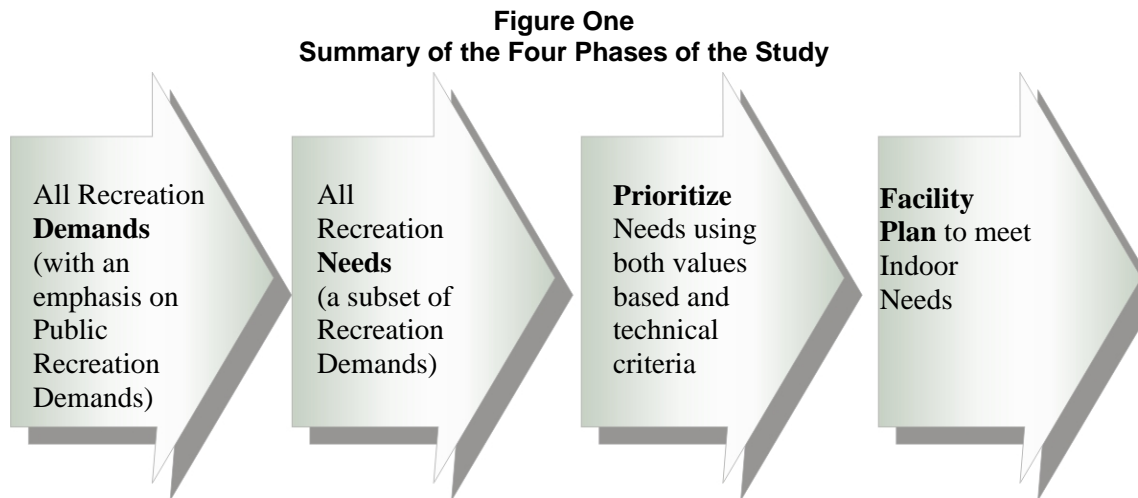 Figure One
Summary of the Four Phases of the Study
All Recreation
Demands
(with an
emphasis on
Public
Recreation
Demands)
All
Recreation
Needs
(a subset of
Recreation
Demands)
Prioritize
Needs using
both values
based and
technical
criteria
Facility
Plan to meet
Indoor
Needs